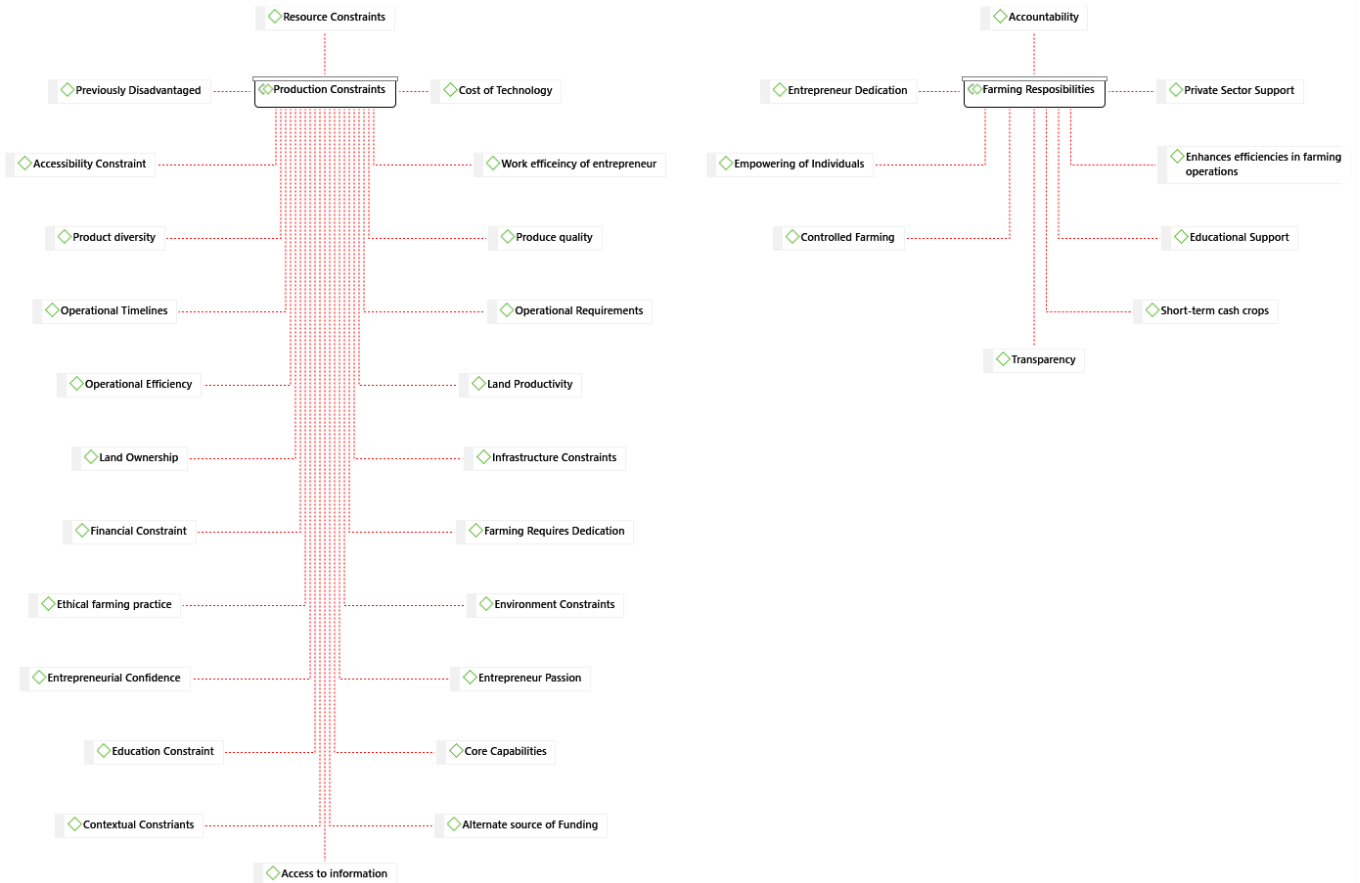 Resource Constraints
Previously Disadvantaged
Production Constraints
Cost of Technology
Accessibility Constraint
Work efficeincy of entrepreneur
Product diversity
Produce quality
Operational Timelines
Operational Requirements
Operational Efficiency
Land Productivity
Land Ownership
Infrastructure Constraints
Financial Constraint
Farming Requires Dedication
Ethical farming practice
Environment Constraints
Entrepreneurial Confidence
Entrepreneur Passion
Education Constraint
Core Capabilities
Contextual Constriants
Alternate source of Funding
Access to information
Accountability
Entrepreneur Dedication
Farming Resposibilities
Private Sector Support
Empowering of Individuals
Enhances efficiencies in farming
operations
Controlled Farming
Educational Support
Short-term cash crops
Transparency